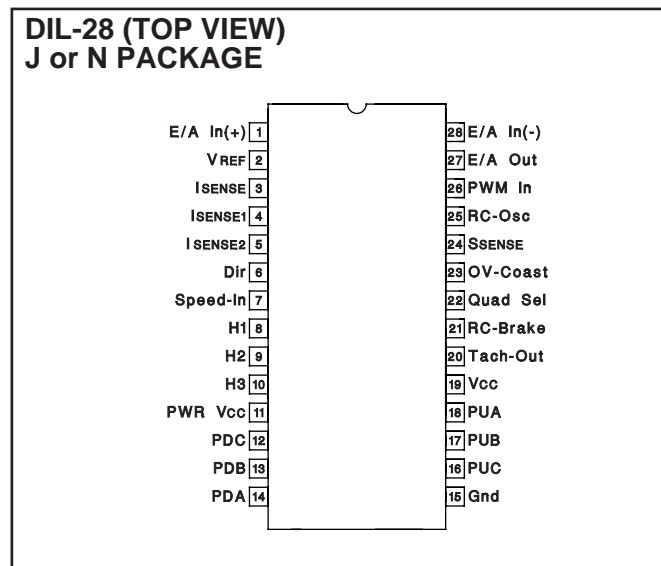 DIL-28 (TOP VIEW)
J or N PACKAGE
E/A In(+) 1 28 E/A In(-)
VREF 2 27 E/A Out
ISENSE 3 26 PWM In
ISENSE1 4 25 RC-Osc
ISENSE2 5 24 SSENSE
Dir 6 23 OV-Coast
Speed-In 7 22 Quad Sel
H1 8 21 RC-Brake
H2 9 20 Tach-Out
H3 10 19 Vcc
PWR Vcc 11 18 PUA
PDC 12 17 PUB
PDB 13 16 PUC
PDA 14 15 Gnd